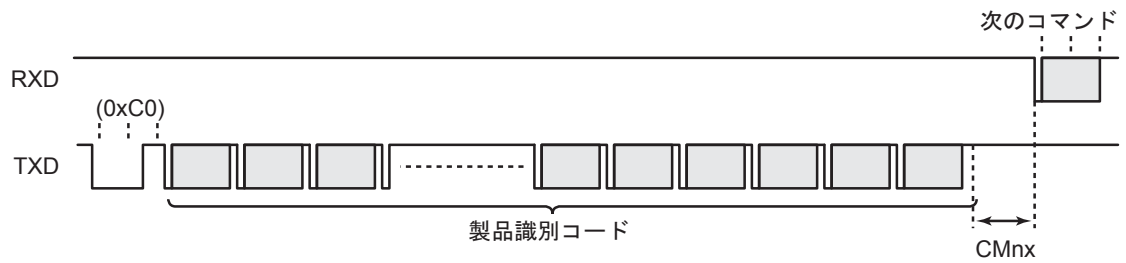 次のコマンド
RXD
(0xC0)
TXD
製品識別コード
CMnx